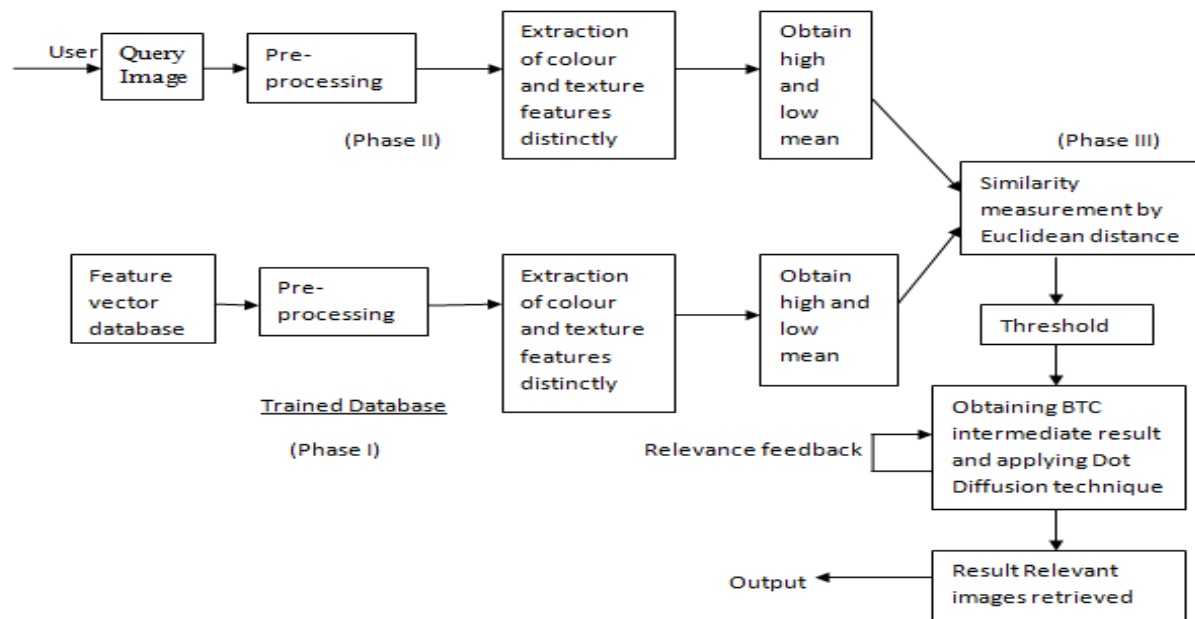 User
Query
Image
Pre-
processing
Extraction
of colour
and texture
features
distinctly
Obtain
high
and
low
mean
(Phase II)
(Phase III)
Similarity
measurement by
Euclidean distance
Feature
vector
database
Pre-
processing
Extraction
of colour
and texture
features
distinctly
Obtain
high and
low
mean
Threshold
Trained Database
(Phase I)
Relevance feedback
Obtaining BTC
intermediate result
and applying Dot
Diffusion technique
Result Relevant
images retrieved
Output